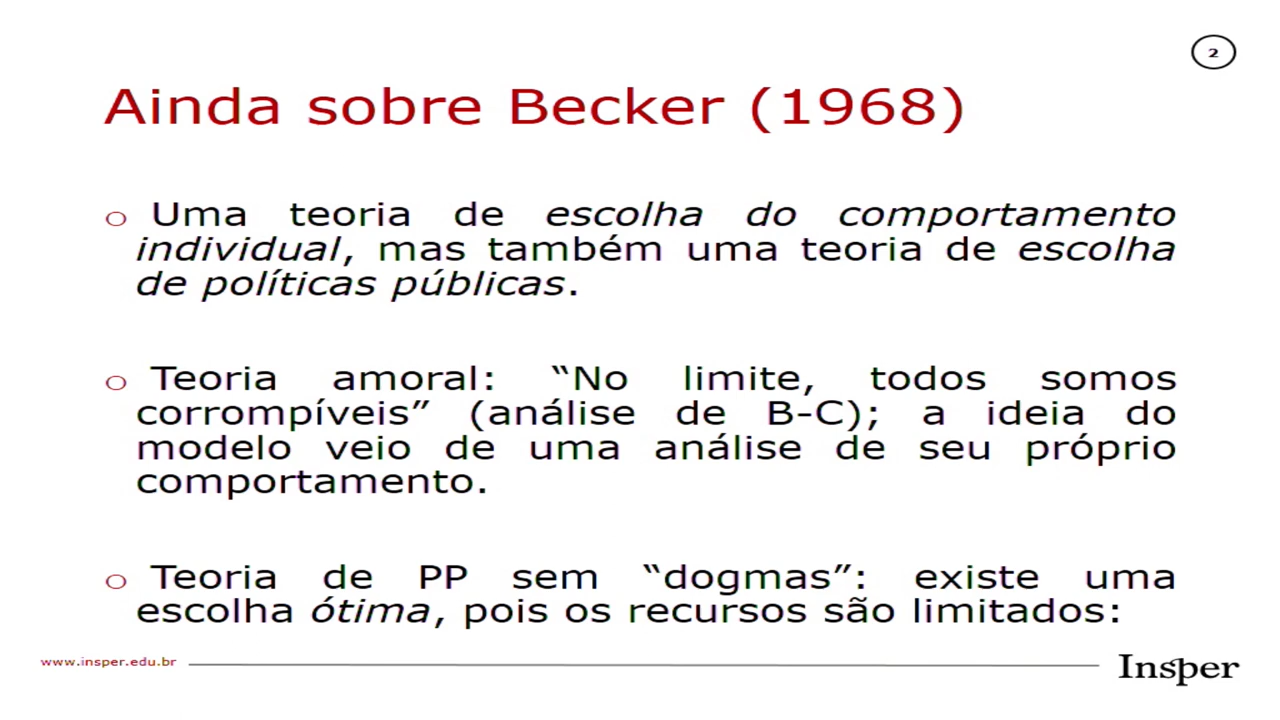 2
Ainda sobre Becker (1968)
Uma teoria de escolha do comportamento
individual, mas também uma teoria de escolha
de políticas públicas.
Teoria amoral: “No limite, todos somos
corrompíveis” (análise de B-C); a ideia do
modelo veio de uma análise de seu próprio
comportamento.
Teoria de PP sem “dogmas”: existe uma
escolha ótima, pois os recursos são limitados:
www.insper.edu.br
Insper